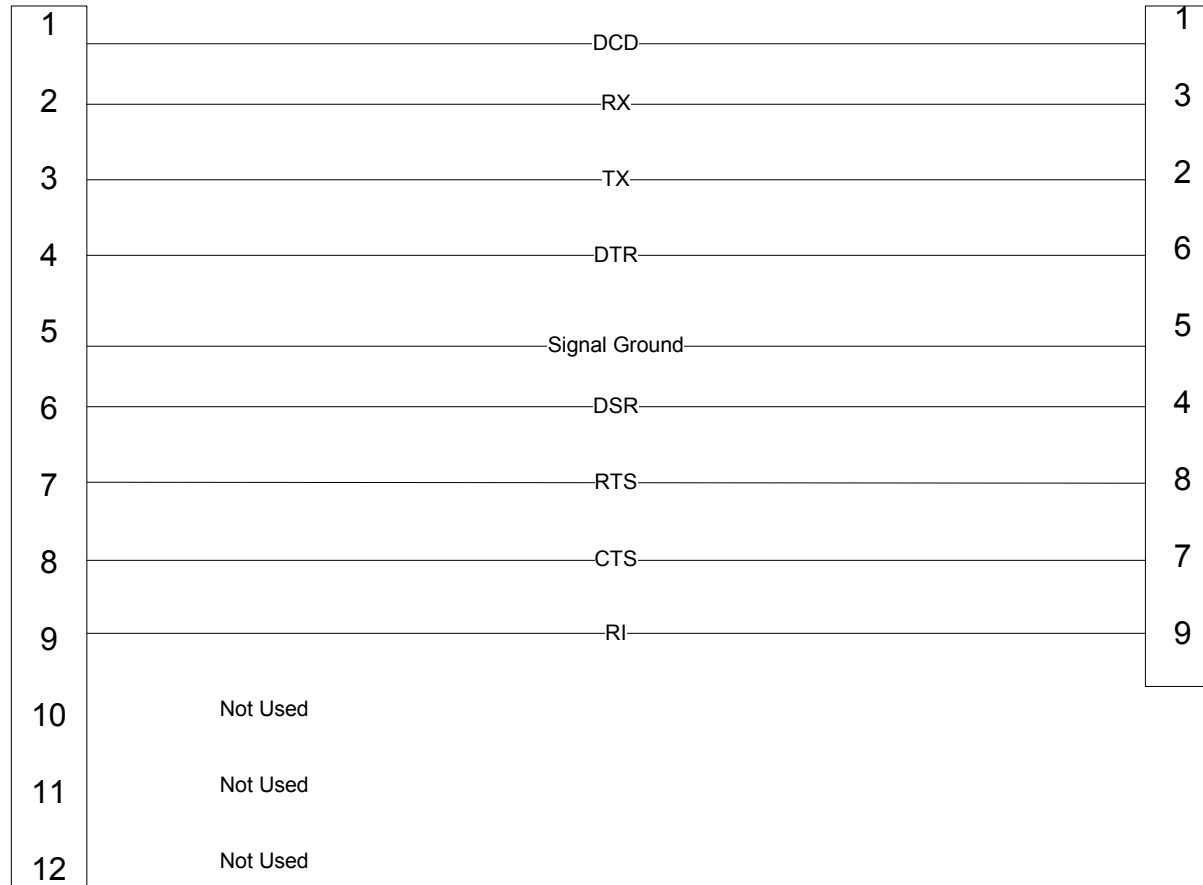 1 DCD 1
2 RX 3
3 TX 2
4 DTR 6
5 Signal Ground 5
6 DSR 4
7 RTS 8
8 CTS 7
9 RI 9
10 Not Used
11 Not Used
12 Not Used